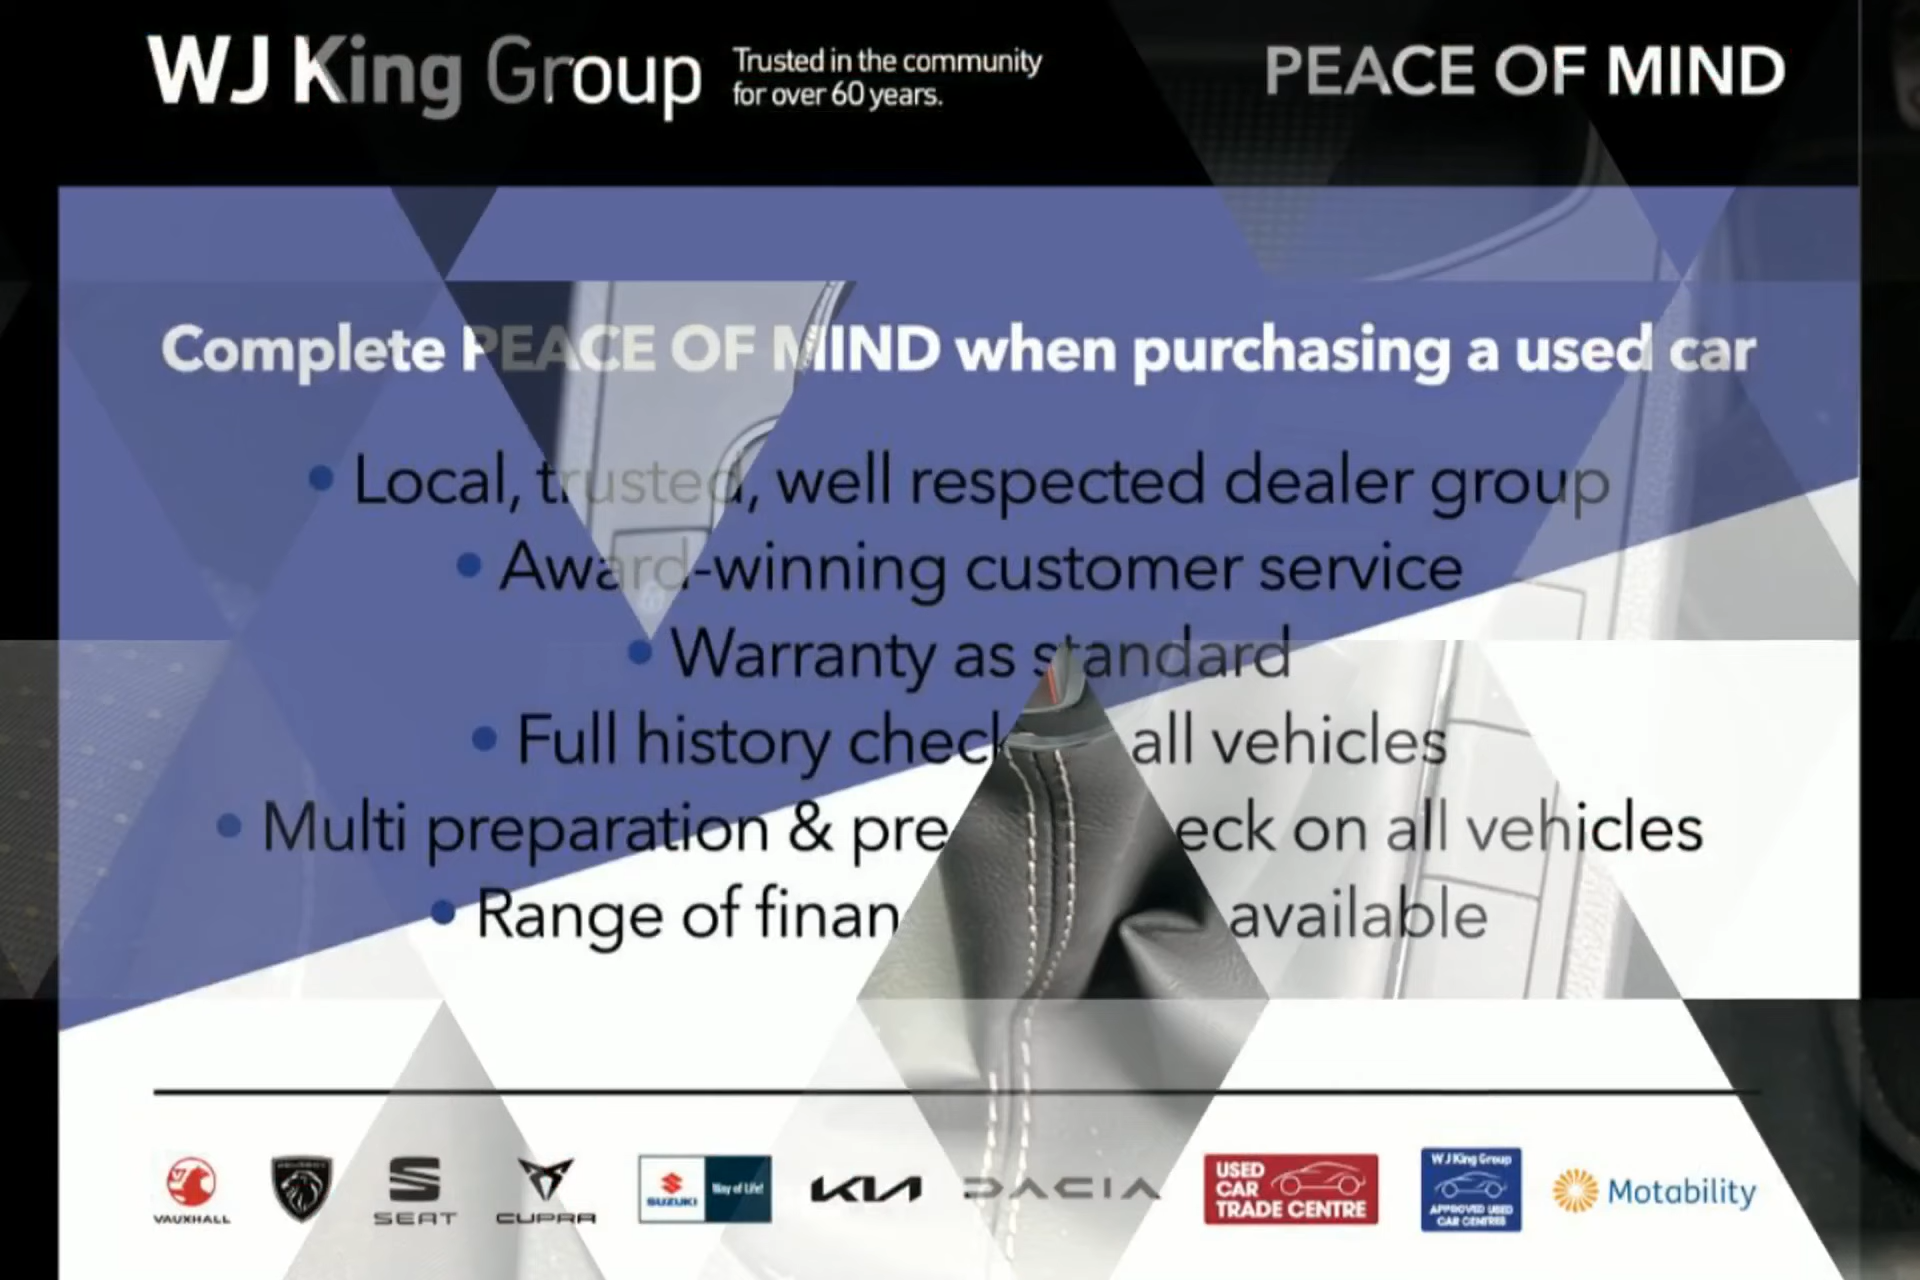 WJ King Group
Trusted in the community
for over 60 years.
PEACE OF MIND
Complete PEACE OF MIND when purchasing a used car
• Local, trusted, well respected dealer group
• Award-winning customer service
• Warranty as standard
• Full history check all vehicles
• Multi preparation & pre eck on all vehicles
• Range of finan available
VAUXHALL
PEUGEOT
SEAT
CUPRA
SUZUKI
Way of Life!
KIA
DACIA
USED
CAR
TRADE CENTRE
WJ King Group
APPROVED USED
CAR CENTRES
Motability